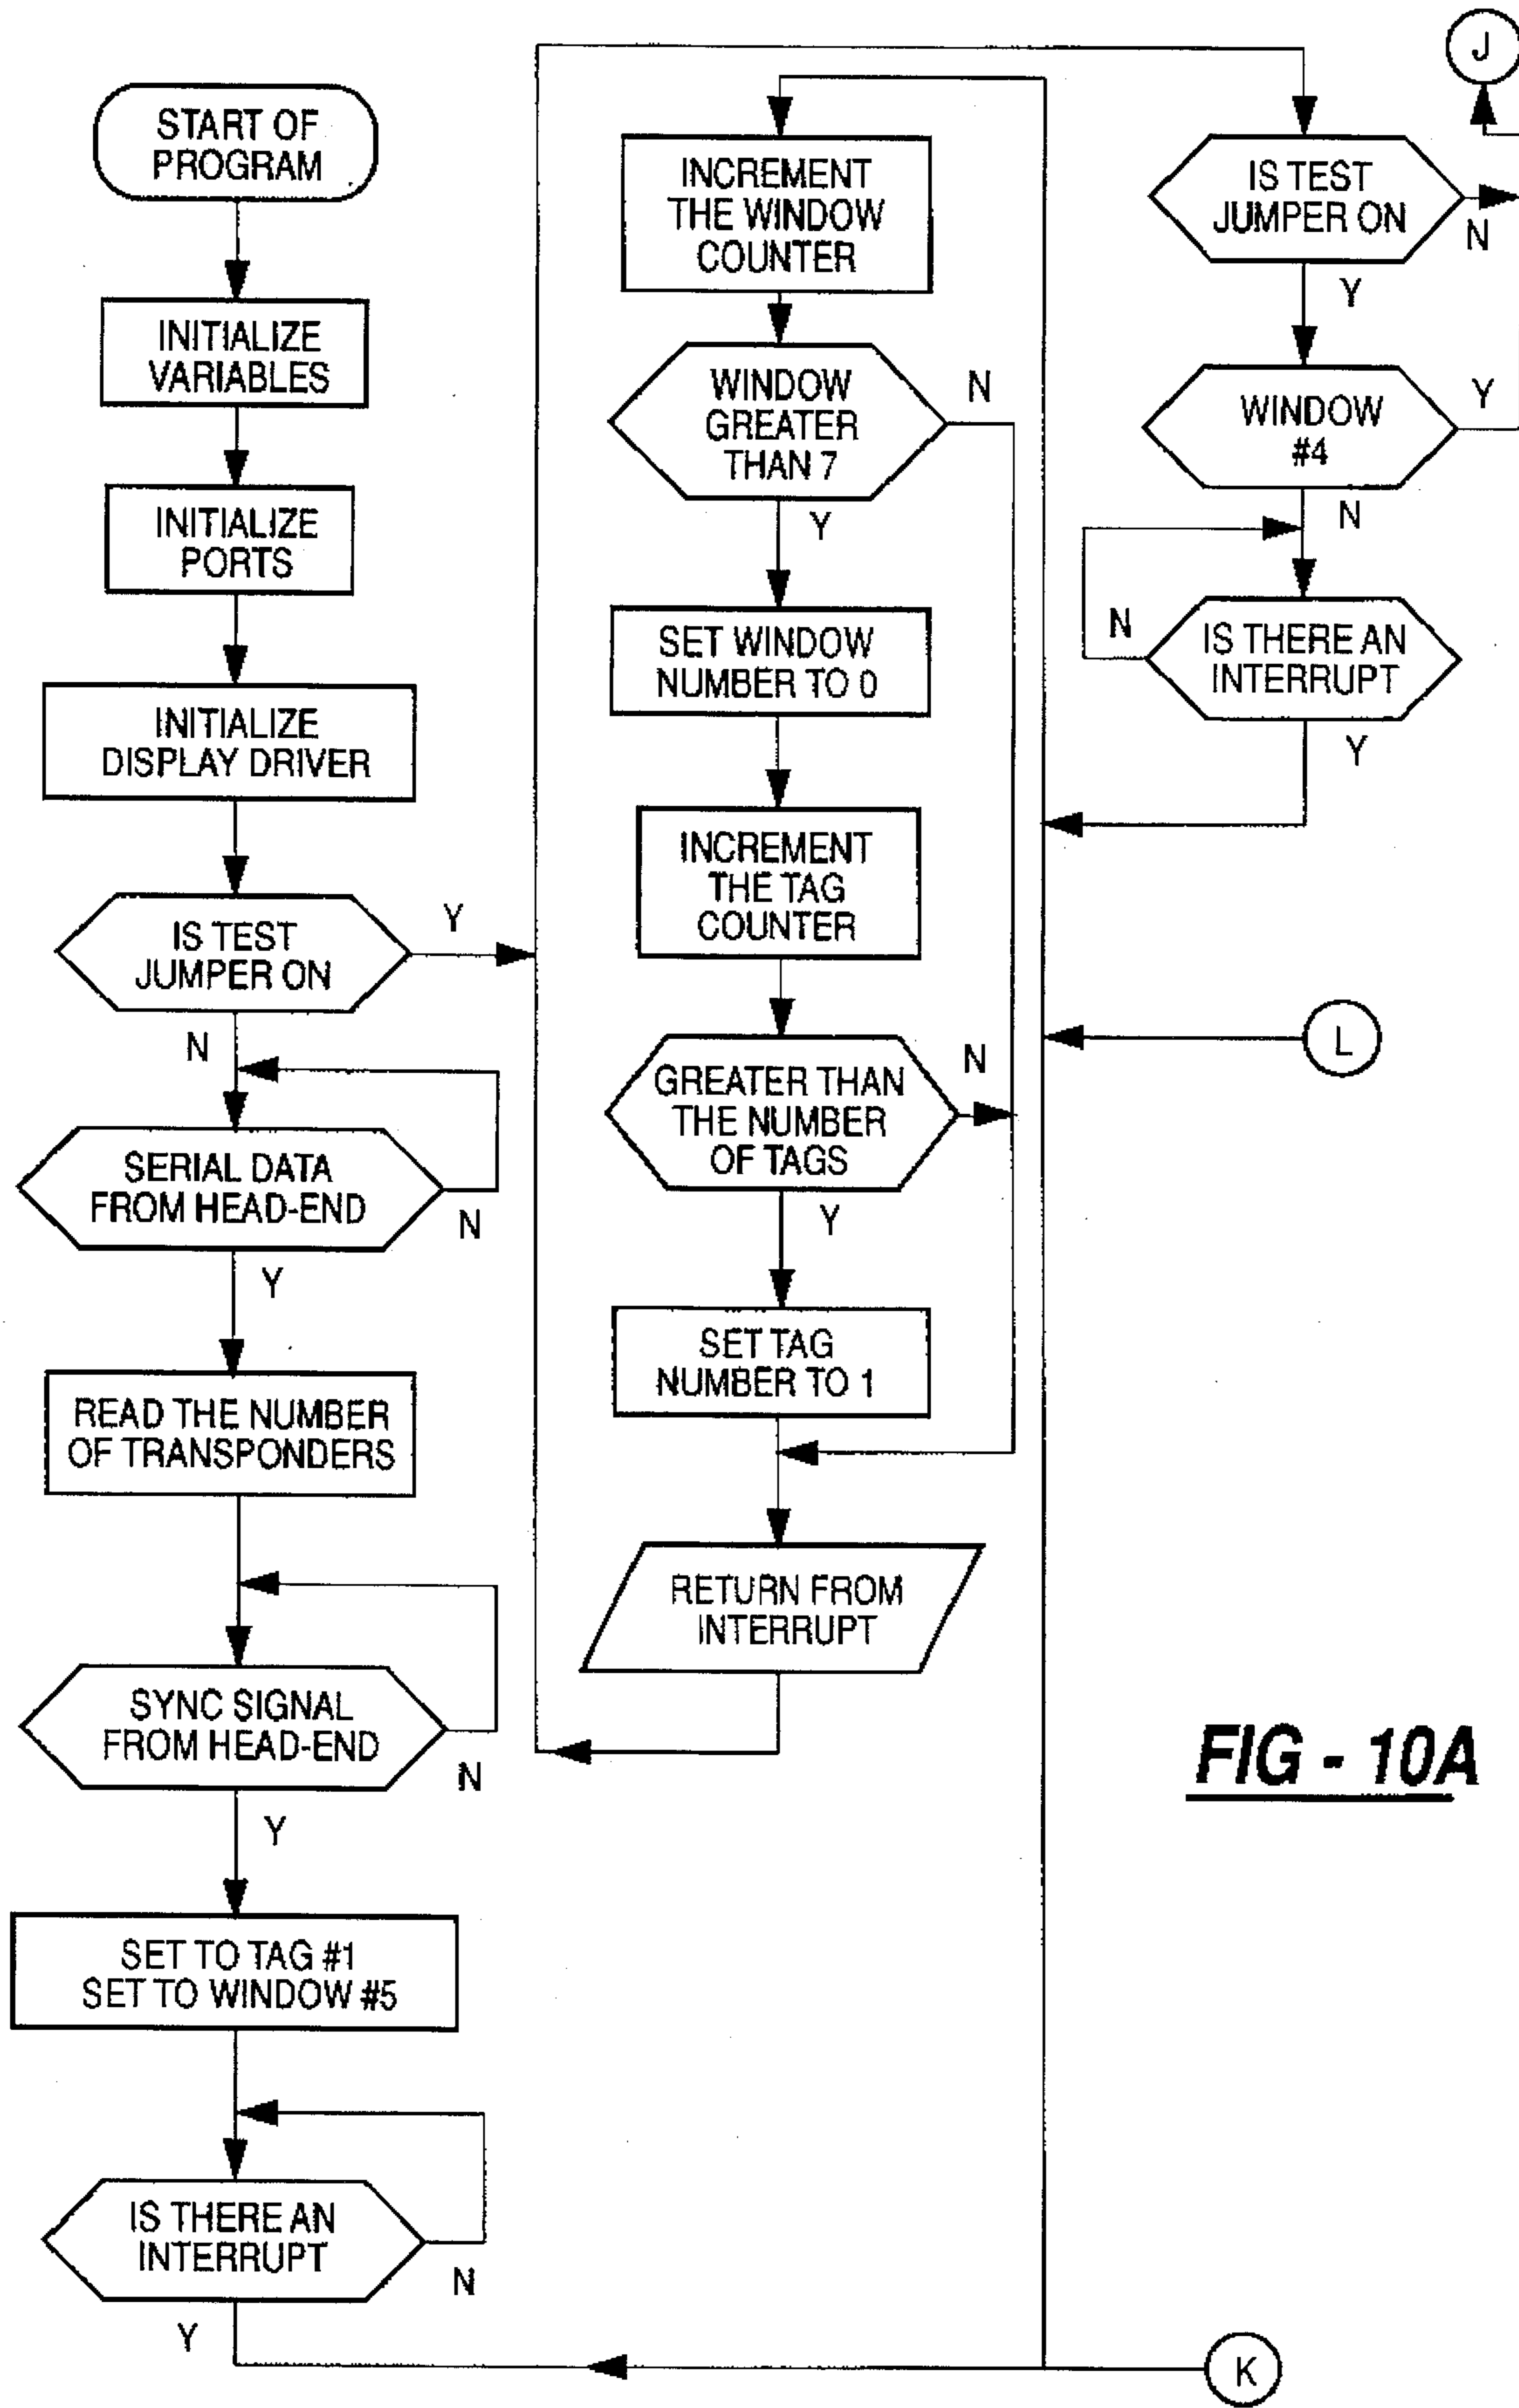 START OF
PROGRAM
INITIALIZE
VARIABLES
INITIALIZE
PORTS
INITIALIZE
DISPLAY DRIVER
IS TEST
JUMPER ON
Y
N
SERIAL DATA
FROM HEAD-END
N
Y
READ THE NUMBER
OF TRANSPONDERS
SYNC SIGNAL
FROM HEAD-END
N
Y
SET TO TAG #1
SET TO WINDOW #5
IS THERE AN
INTERRUPT
N
Y
INCREMENT
THE WINDOW
COUNTER
WINDOW
GREATER
THAN 7
N
Y
SET WINDOW
NUMBER TO 0
INCREMENT
THE TAG
COUNTER
GREATER THAN
THE NUMBER
OF TAGS
N
Y
SET TAG
NUMBER TO 1
RETURN FROM
INTERRUPT
J
IS TEST
JUMPER ON
N
Y
WINDOW
#4
Y
N
IS THERE AN
INTERRUPT
N
Y
L
K
FIG - 10A